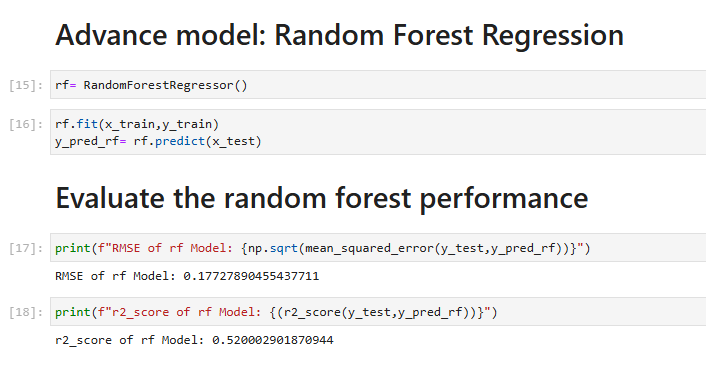 Advance model: Random Forest Regression
[15]: rf= RandomForestRegressor()
[16]: rf.fit(x_train,y_train)
y_pred_rf= rf.predict(x_test)
Evaluate the random forest performance
[17]: print(f"RMSE of rf Model: {np.sqrt(mean_squared_error(y_test,y_pred_rf))}")
RMSE of rf Model: 0.17727890455437711
[18]: print(f"r2_score of rf Model: {(r2_score(y_test,y_pred_rf))}")
r2_score of rf Model: 0.520002901870944